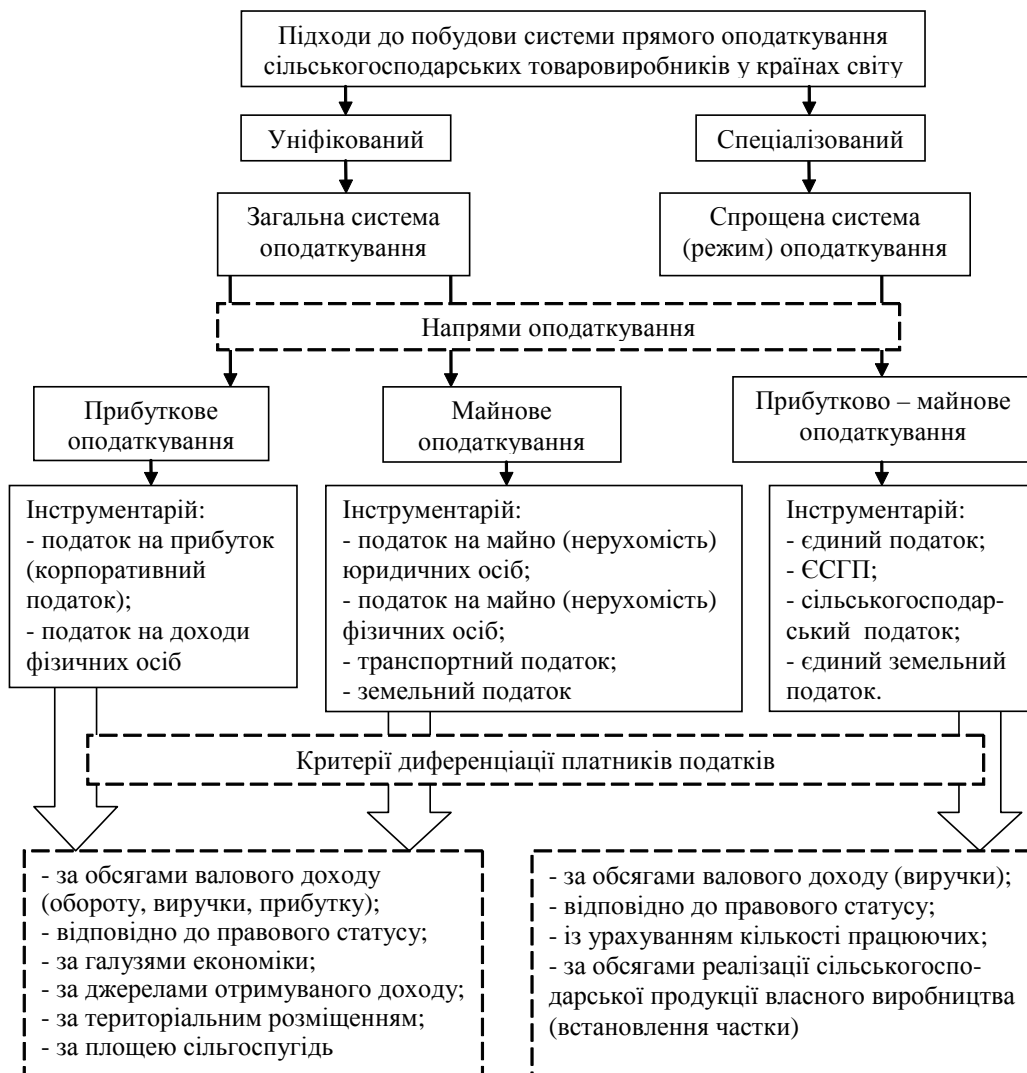 Підходи до побудови системи прямого оподаткування
сільськогосподарських товаровиробників у країнах світу
Уніфікований
Спеціалізований
Загальна система
оподаткування
Спрощена система
(режим) оподаткування
Напрями оподаткування
Прибуткове
оподаткування
Майнове
оподаткування
Прибутково – майнове
оподаткування
Інструментарій:
- податок на прибуток
(корпоративний
податок);
- податок на доходи
фізичних осіб
Інструментарій:
- податок на майно (нерухомість)
юридичних осіб;
- податок на майно (нерухомість)
фізичних осіб;
- транспортний податок;
- земельний податок
Інструментарій:
- єдиний податок;
- ЄСГП;
- сільськогосподар-
ський податок;
- єдиний земельний
податок.
Критерії диференціації платників податків
- за обсягами валового доходу
(обороту, виручки, прибутку);
- відповідно до правового статусу;
- за галузями економіки;
- за джерелами отримуваного доходу;
- за територіальним розміщенням;
- за площею сільгоспугідь
- за обсягами валового доходу (виручки);
- відповідно до правового статусу;
- із урахуванням кількості працюючих;
- за обсягами реалізації сільськогоспо-
дарської продукції власного виробництва
(встановлення частки)